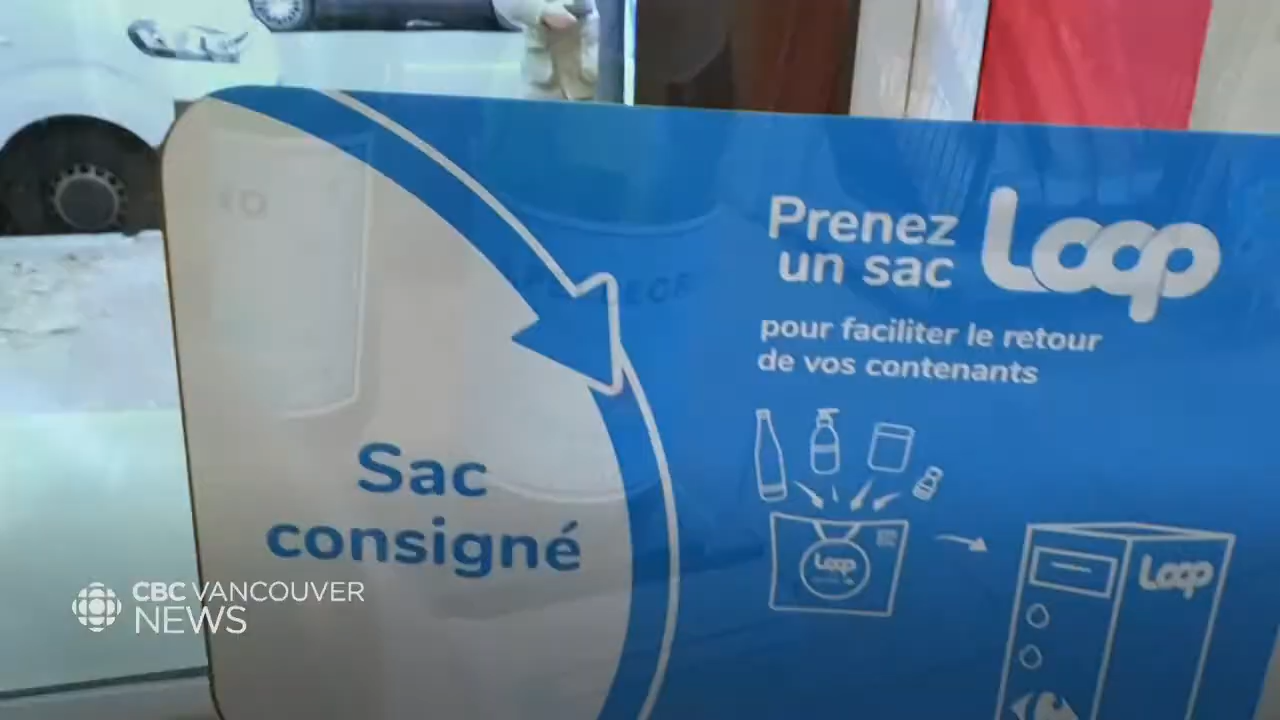 Prenez
un sac
Loop
pour faciliter le retour
de vos contenants
Sac
consigné
Loop
Loop
CBC VANCOUVER
NEWS